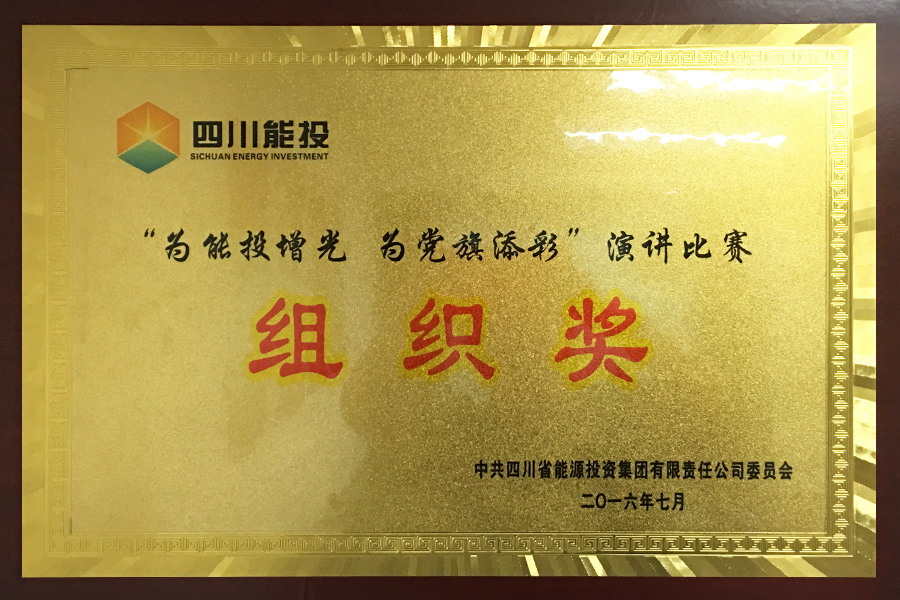 四川能投
SICHUAN ENERGY INVESTMENT
“为能投增光 为党旗添彩”演讲比赛
组织奖
中共四川省能源投资集团有限责任公司委员会
二〇一六年七月